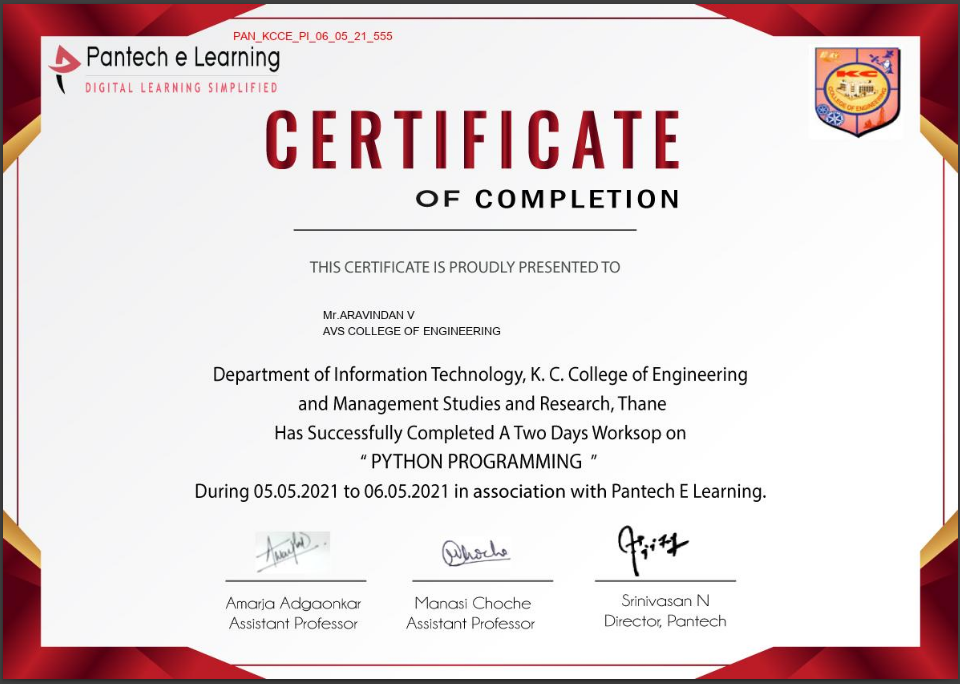 PAN_KCCE_PI_06_05_21_555
Pantech e Learning
DIGITAL LEARNING SIMPLIFIED
KC
COLLEGE OF ENGINEERING
CERTIFICATE
OF COMPLETION
THIS CERTIFICATE IS PROUDLY PRESENTED TO
Mr.ARAVINDAN V
AVS COLLEGE OF ENGINEERING
Department of Information Technology, K. C. College of Engineering
and Management Studies and Research, Thane
Has Successfully Completed A Two Days Worksop on
“ PYTHON PROGRAMMING ”
During 05.05.2021 to 06.05.2021 in association with Pantech E Learning.
Amarja Adgaonkar
Assistant Professor
Manasi Choche
Assistant Professor
Srinivasan N
Director, Pantech